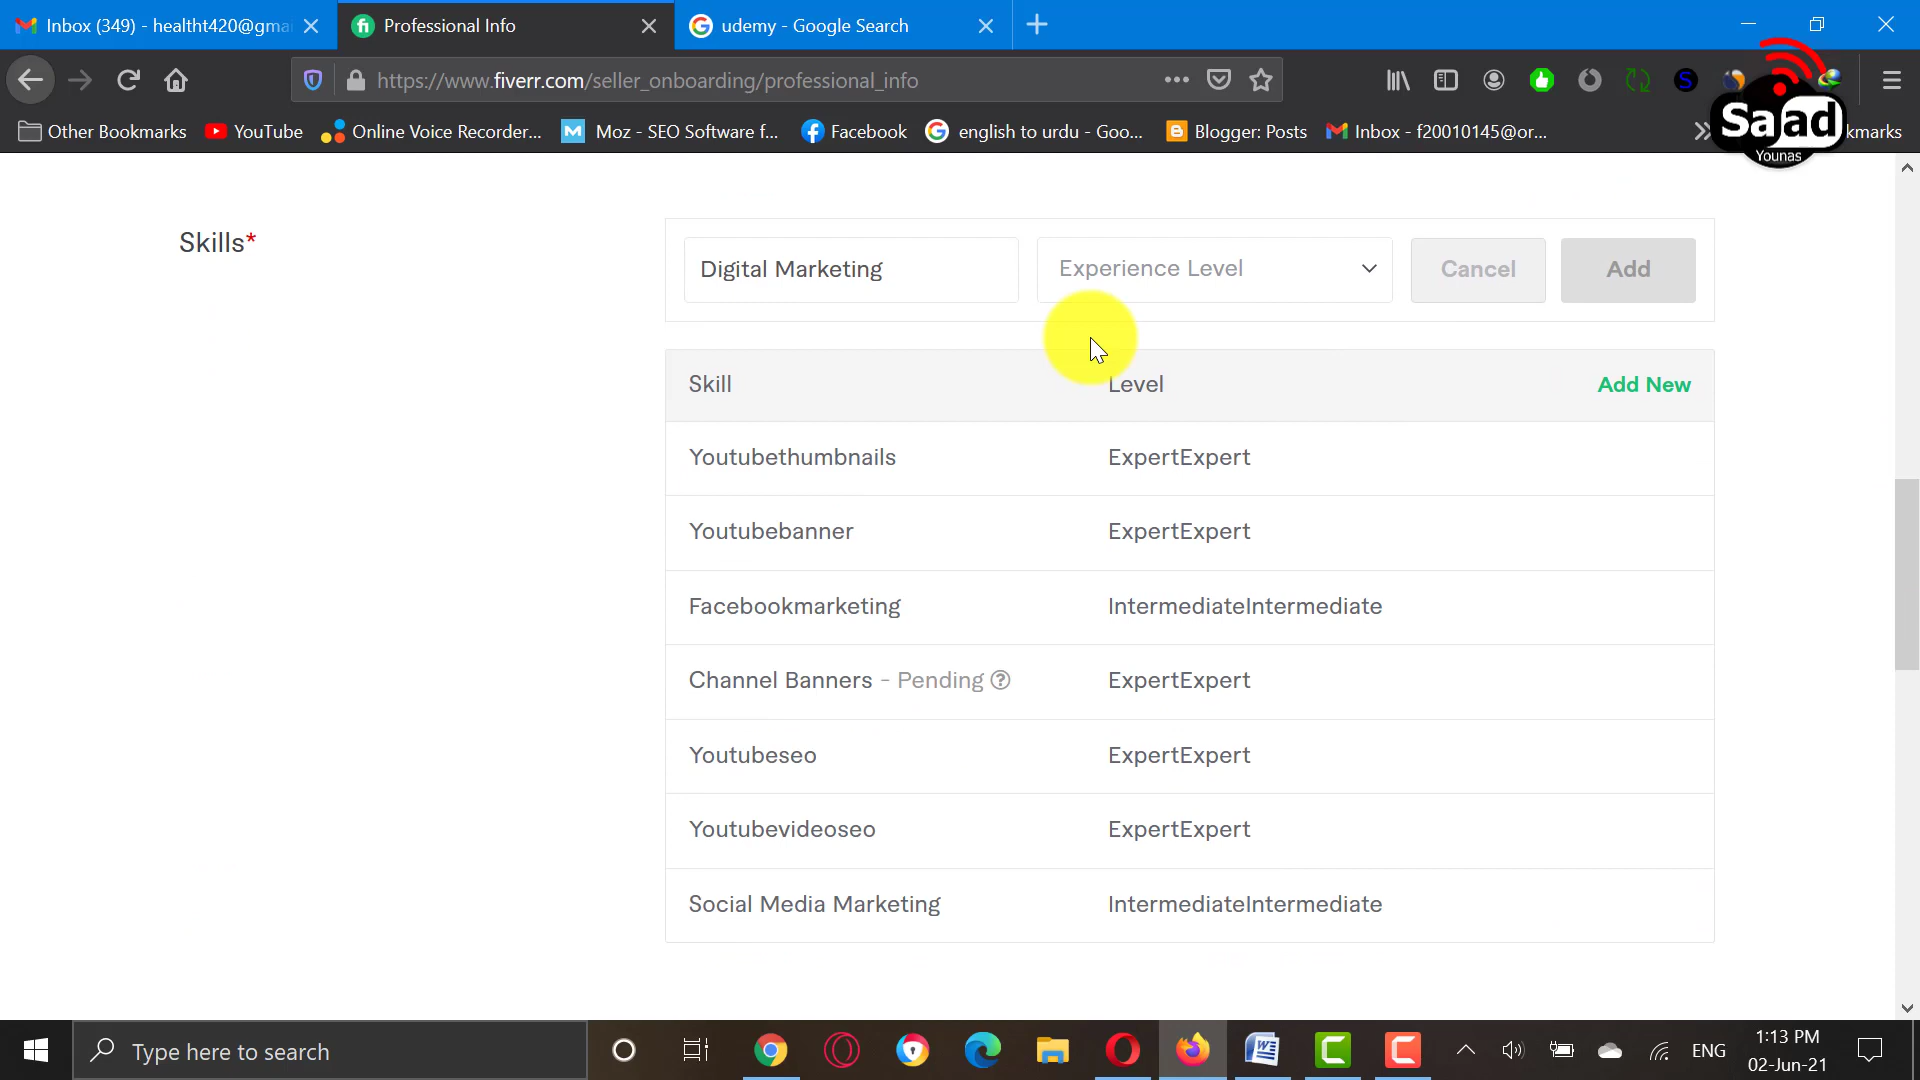 Inbox (349) - healtht420@gma
Professional Info
udemy - Google Search
https://www.fiverr.com/seller_onboarding/professional_info
Other Bookmarks
YouTube
Online Voice Recorder...
Moz - SEO Software f...
Facebook
english to urdu - Goo...
Blogger: Posts
Inbox - f20010145@or...
kmarks
Saad
Younas
Skills*
Digital Marketing
Experience Level
Cancel
Add
Skill
Level
Add New
Youtubethumbnails
ExpertExpert
Youtubebanner
ExpertExpert
Facebookmarketing
IntermediateIntermediate
Channel Banners - Pending
ExpertExpert
Youtubeseo
ExpertExpert
Youtubevideoseo
ExpertExpert
Social Media Marketing
IntermediateIntermediate
Type here to search
ENG
1:13 PM
02-Jun-21